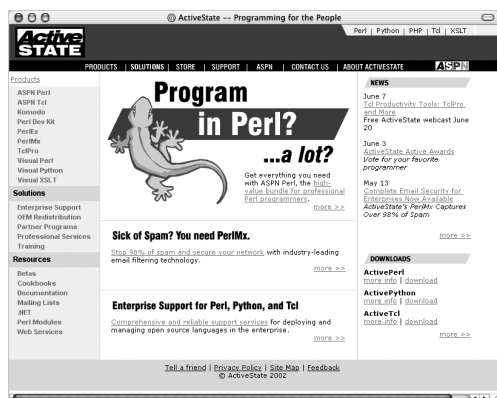 ActiveState -- Programming for the People
Active
STATE
Perl | Python | PHP | Tcl | XSLT
PRODUCTS | SOLUTIONS | STORE | SUPPORT | ASPN | CONTACT US | ABOUT ACTIVESTATE
ASPN
Products
ASPN Perl
ASPN Tcl
Komodo
Perl Dev Kit
PerlEx
PerlMx
TclPro
Visual Perl
Visual Python
Visual XSLT
Solutions
Enterprise Support
OEM Redistribution
Partner Programs
Professional Services
Training
Resources
Betas
Cookbooks
Documentation
Mailing Lists
.NET
Perl Modules
Web Services
Program
in Perl?
...a lot?
Get everything you need
with ASPN Perl, the high-
value bundle for professional
Perl programmers.
more >>
Sick of Spam? You need PerlMx.
Stop 98% of spam and secure your network with industry-leading
email filtering technology.
more >>
Enterprise Support for Perl, Python, and Tcl
Comprehensive and reliable support services for deploying and
managing open source languages in the enterprise.
more >>
NEWS
June 7
Tcl Productivity Tools: TclPro
and More
Free ActiveState webcast June
20
June 3
ActiveState Active Awards
Vote for your favorite
programmer
May 13
Complete Email Security for
Enterprises Now Available
ActiveState's PerlMx Captures
Over 98% of Spam
more >>
DOWNLOADS
ActivePerl
more info | download
ActivePython
more info | download
ActiveTcl
more info | download
more >>
Tell a friend | Privacy Policy | Site Map | Feedback
© ActiveState 2002